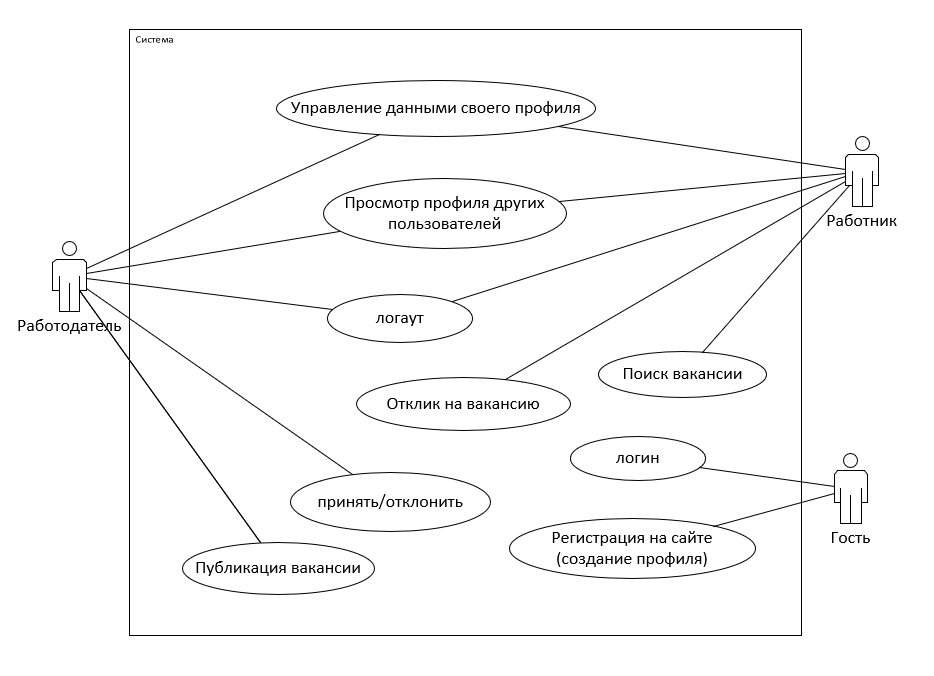 Система
Управление данными своего профиля
Просмотр профиля других
пользователей
Работник
Работодатель
логаут
Поиск вакансии
Отклик на вакансию
логин
принять/отклонить
Гость
Регистрация на сайте
(создание профиля)
Публикация вакансии